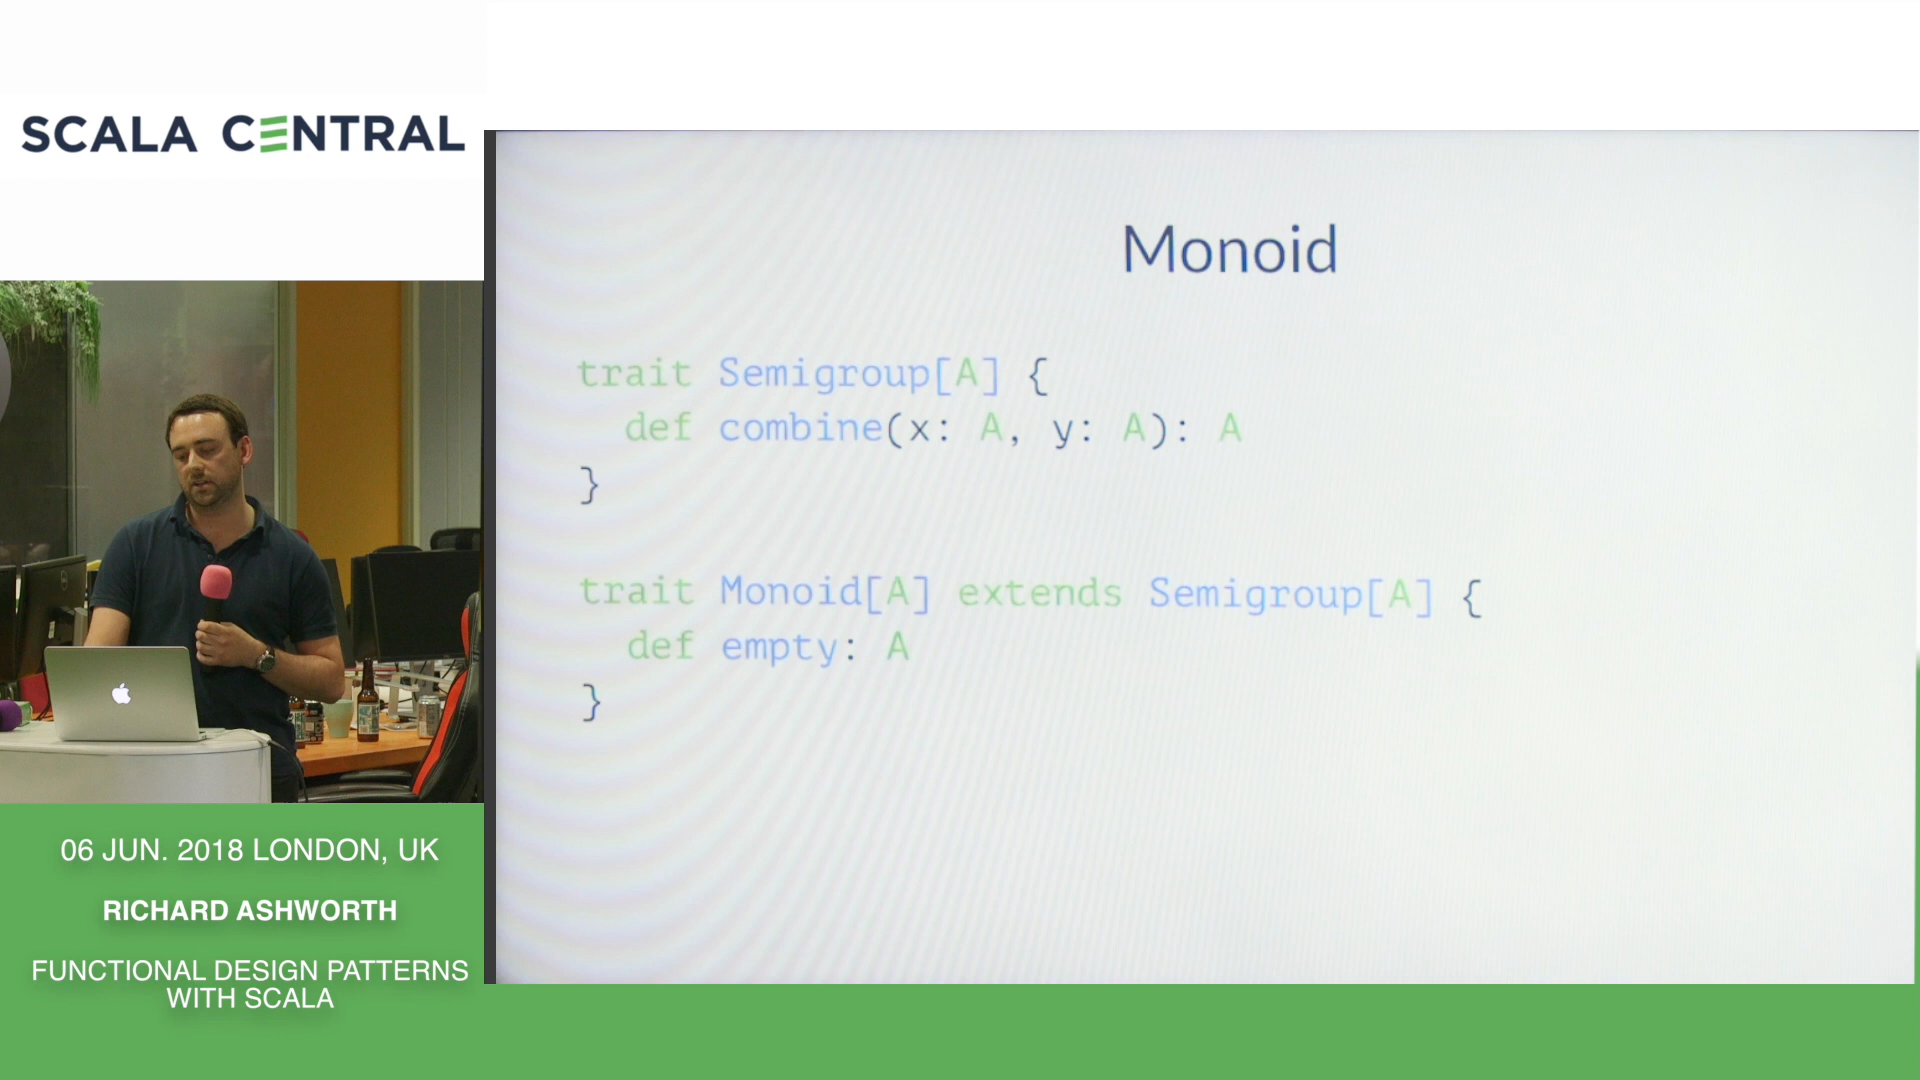 SCALA CENTRAL
Monoid
trait Semigroup[A] {
  def combine(x: A, y: A): A
}
trait Monoid[A] extends Semigroup[A] {
  def empty: A
}
06 JUN. 2018 LONDON, UK
RICHARD ASHWORTH
FUNCTIONAL DESIGN PATTERNS
WITH SCALA